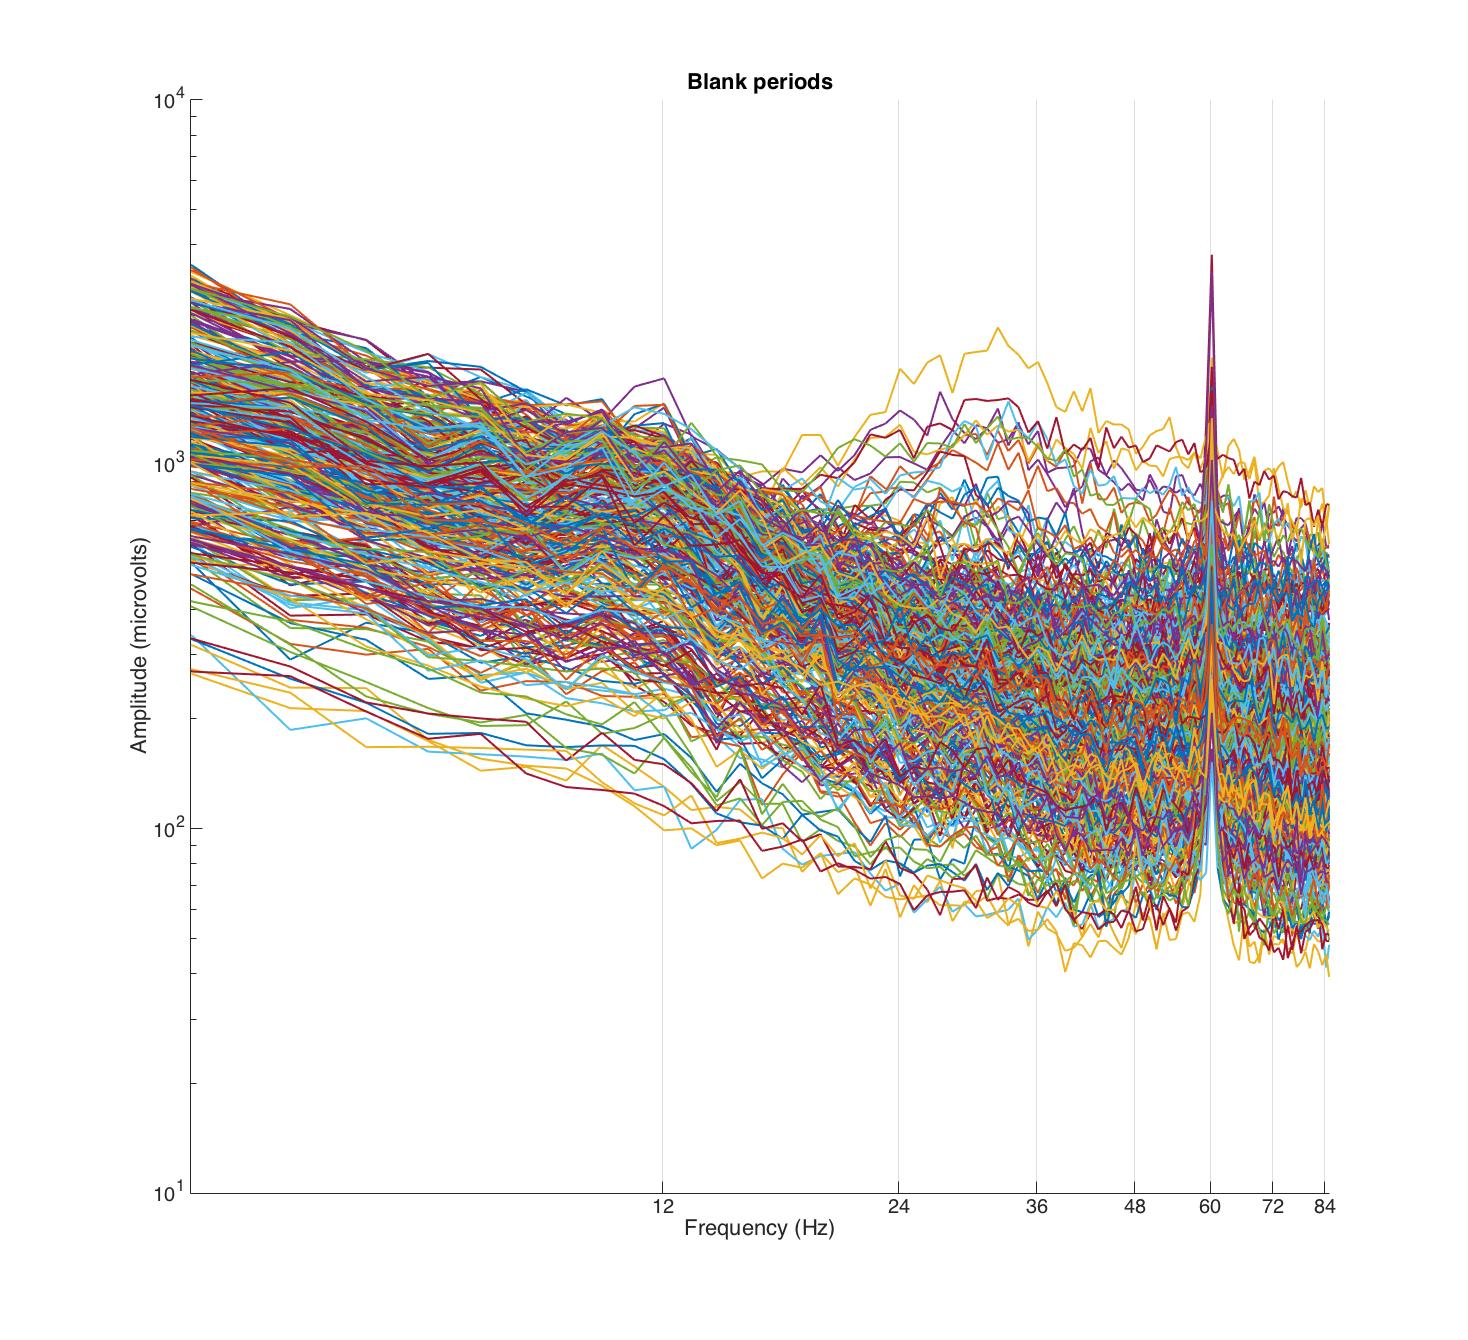 Blank periods
10^4
10^3
10^2
10^1
Amplitude (microvolts)
12 24 36 48 60 72 84
Frequency (Hz)